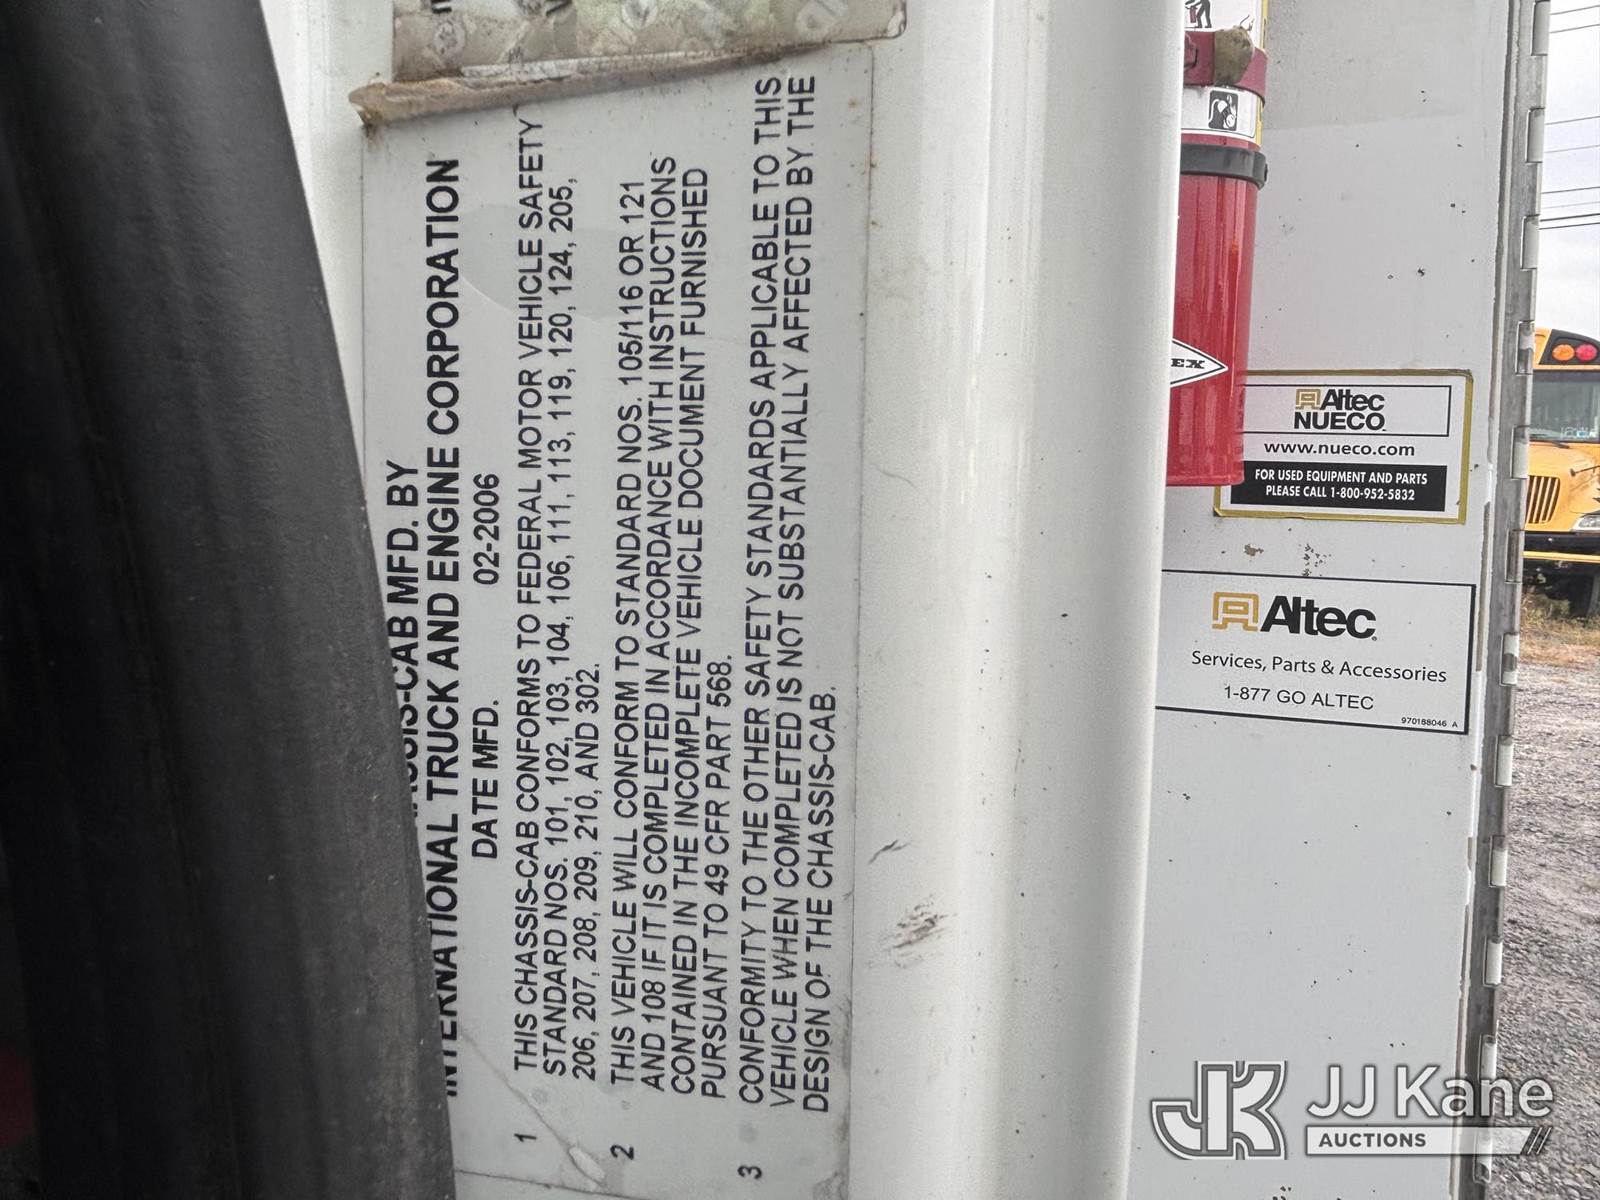 CHASSIS-CAB MFD. BY
INTERNATIONAL TRUCK AND ENGINE CORPORATION
DATE MFD. 02-2006
1 THIS CHASSIS-CAB CONFORMS TO FEDERAL MOTOR VEHICLE SAFETY
STANDARD NOS. 101, 102, 103, 104, 106, 111, 113, 119, 120, 124, 205,
206, 207, 208, 209, 210, AND 302.
2 THIS VEHICLE WILL CONFORM TO STANDARD NOS. 105/116 OR 121
AND 108 IF IT IS COMPLETED IN ACCORDANCE WITH INSTRUCTIONS
CONTAINED IN THE INCOMPLETE VEHICLE DOCUMENT FURNISHED
PURSUANT TO 49 CFR PART 568.
3 CONFORMITY TO THE OTHER SAFETY STANDARDS APPLICABLE TO THIS
VEHICLE WHEN COMPLETED IS NOT SUBSTANTIALLY AFFECTED BY THE
DESIGN OF THE CHASSIS-CAB.
EX
Altec
NUECO
www.nueco.com
FOR USED EQUIPMENT AND PARTS
PLEASE CALL 1-800-952-5832
Altec
Services, Parts & Accessories
1-877 GO ALTEC
970188046 A
JK JJ Kane
AUCTIONS